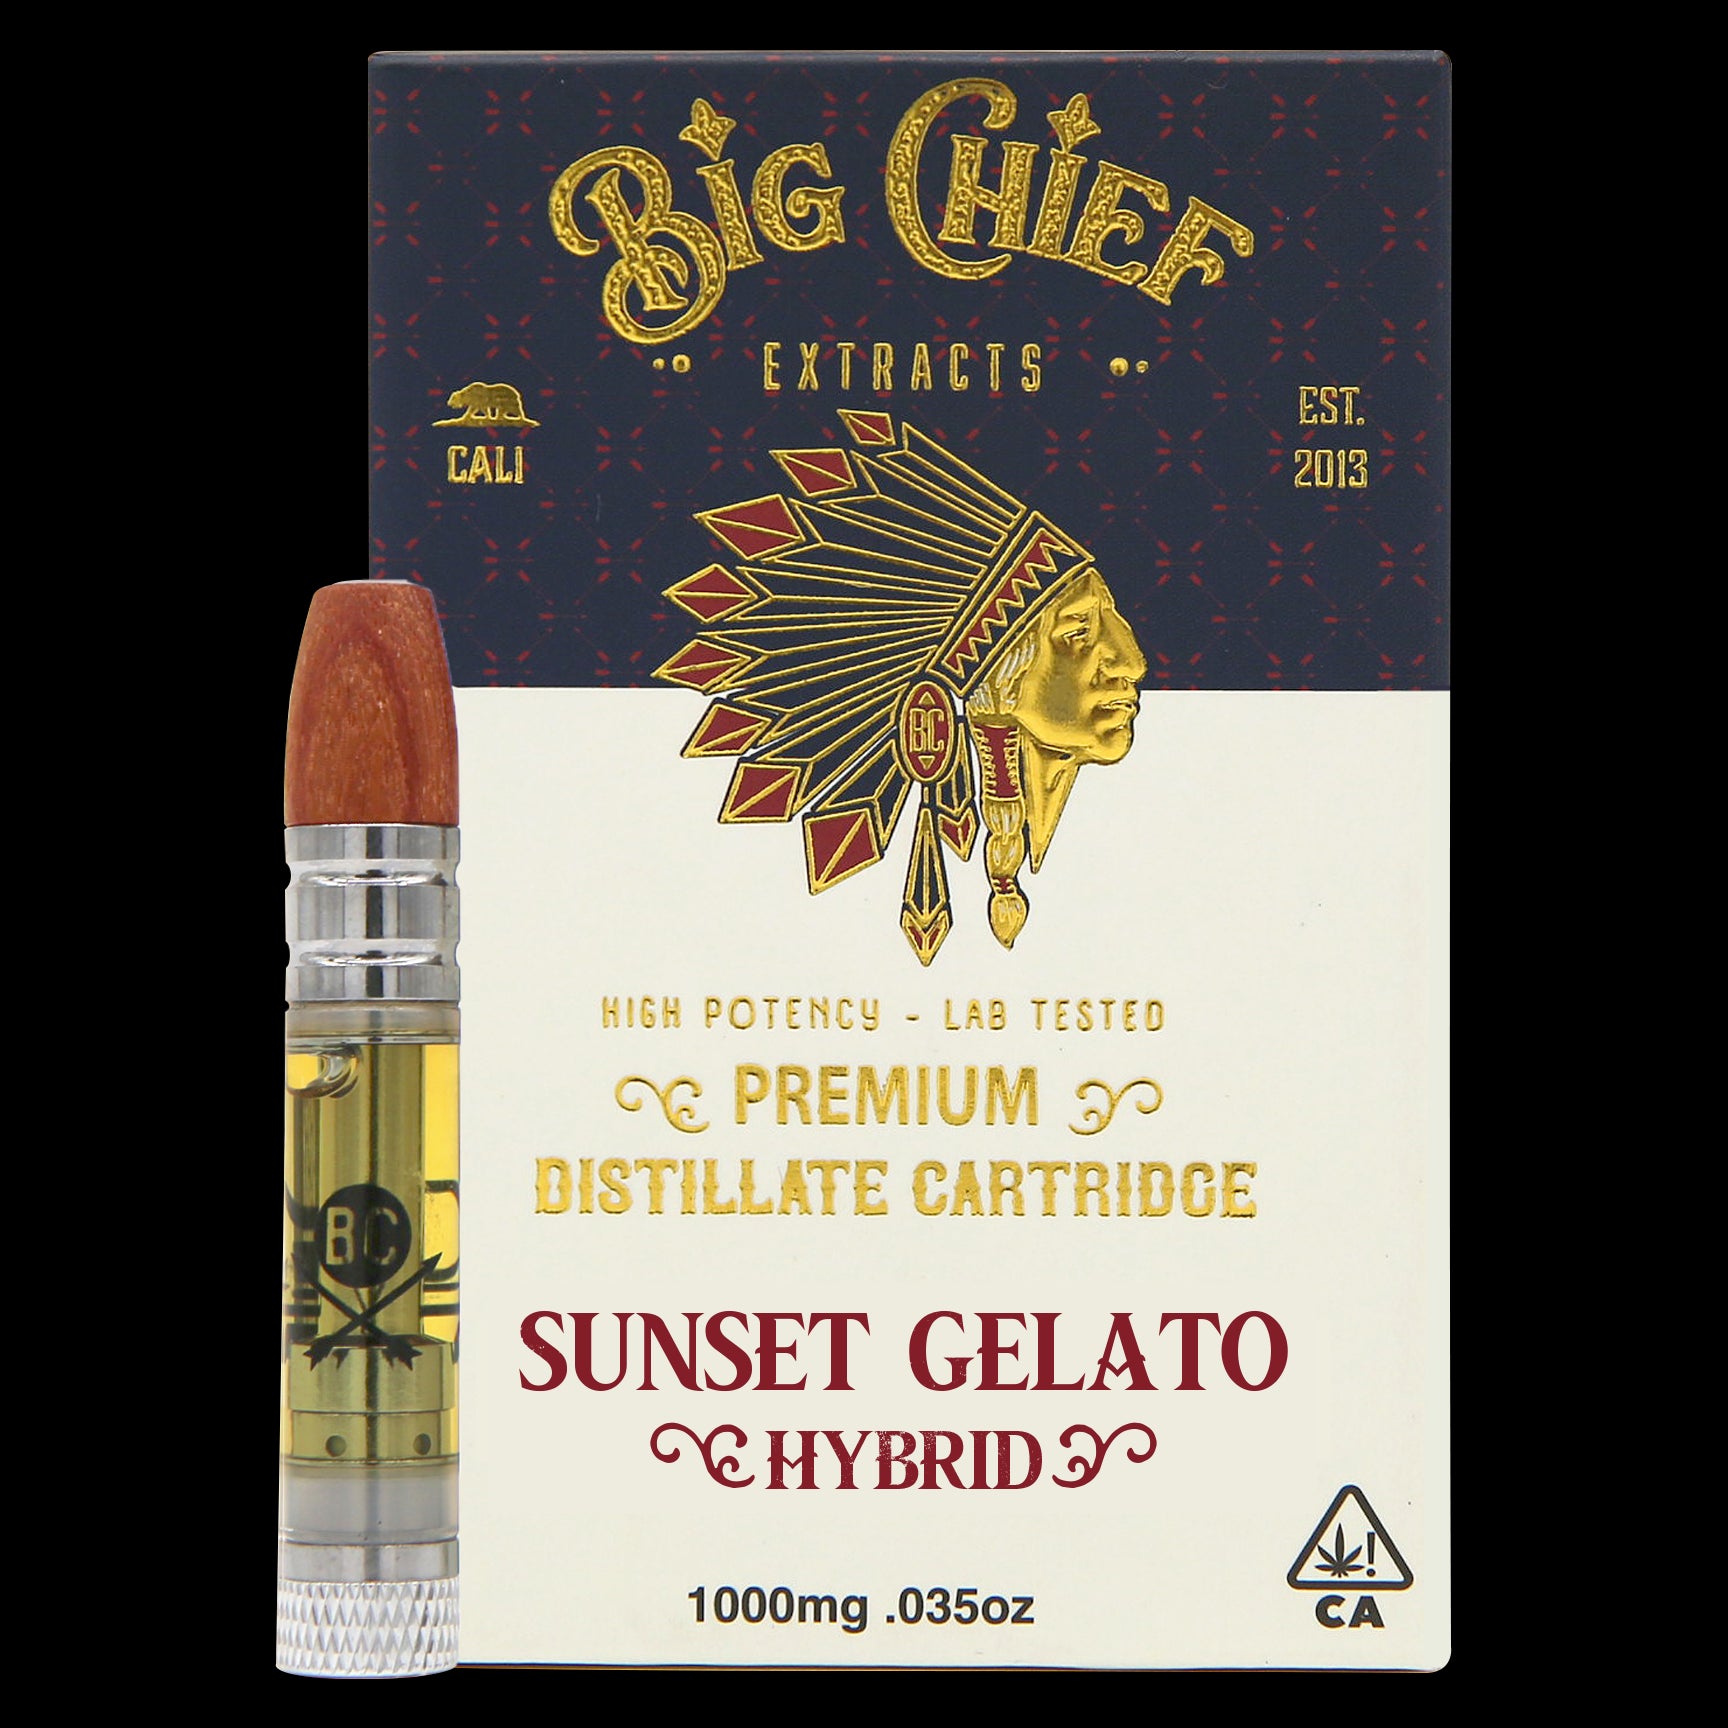 BIG CHIEF
EXTRACTS
CALI
EST.
2013
BC
HIGH POTENCY - LAB TESTED
PREMIUM
DISTILLATE CARTRIDGE
BC
SUNSET GELATO
HYBRID
!
1000mg .035oz
CA